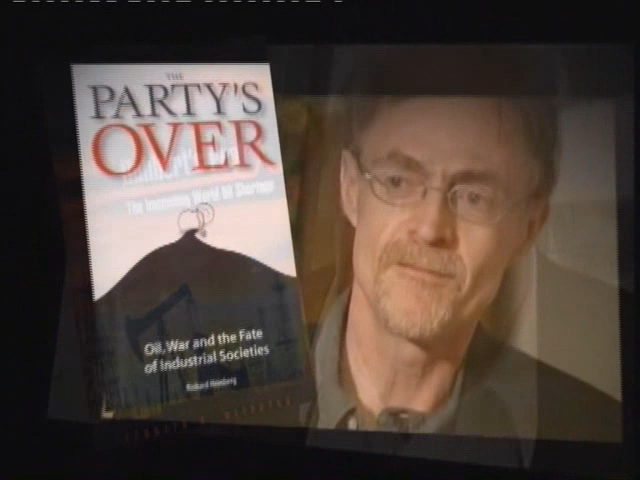 THE
PARTY'S
OVER
The Impending World Oil Shortage
Oil, War and the Fate
of Industrial Societies
Richard Heinberg